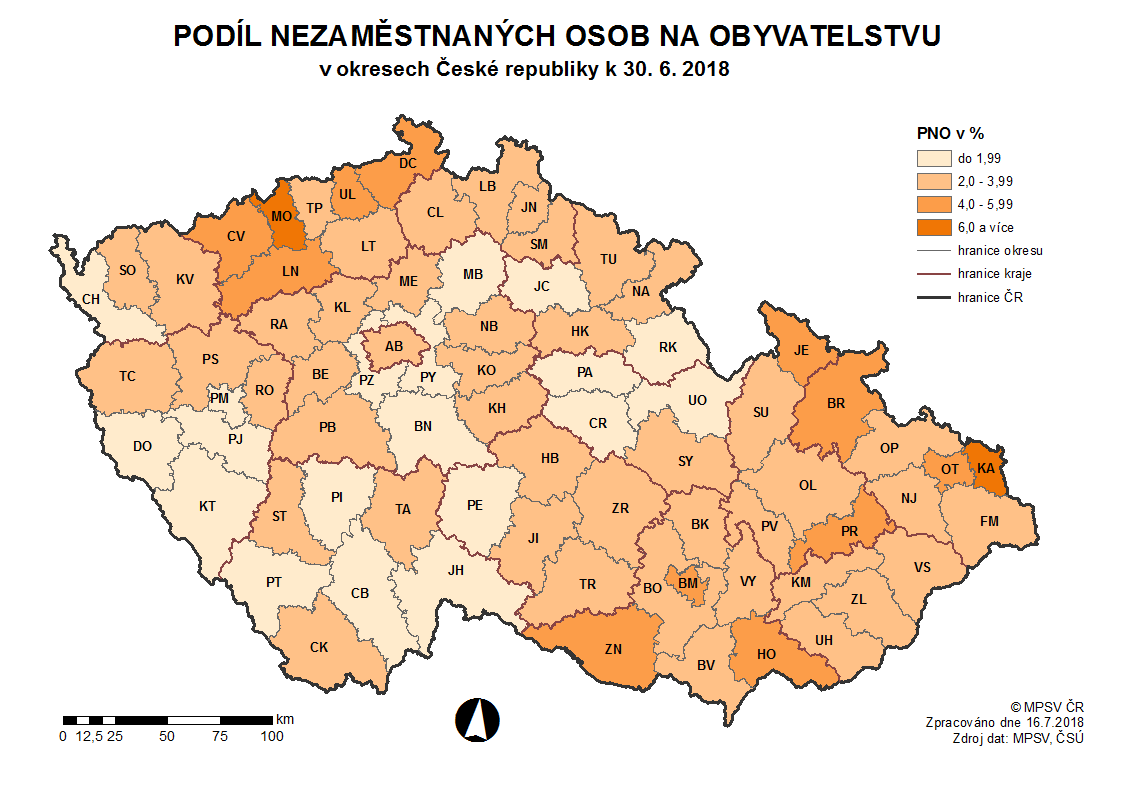 PODÍL NEZAMĚSTNANÝCH OSOB NA OBYVATELSTVU
v okresech České republiky k 30. 6. 2018
PNO v %
do 1,99
2,0 - 3,99
4,0 - 5,99
6,0 a více
hranice okresu
hranice kraje
hranice ČR
DC
LB
UL
TP
JN
MO
CL
CV
LT
SM
TU
SO
LN
MB
KV
ME
JC
NA
CH
KL
RA
NB
HK
AB
RK
JE
PS
TC
BE
PZ
PY
KO
PA
RO
PM
UO
BR
KH
SU
PB
BN
CR
PJ
DO
OP
HB
SY
OT
KA
OL
PI
NJ
KT
PE
TA
ZR
ST
BK
PV
FM
PR
JI
VS
JH
PT
TR
BO
BM
VY
KM
CB
ZL
UH
CK
ZN
HO
BV
km
0 12,5 25 50 75 100
© MPSV ČR
Zpracováno dne 16.7.2018
Zdroj dat: MPSV, ČSÚ